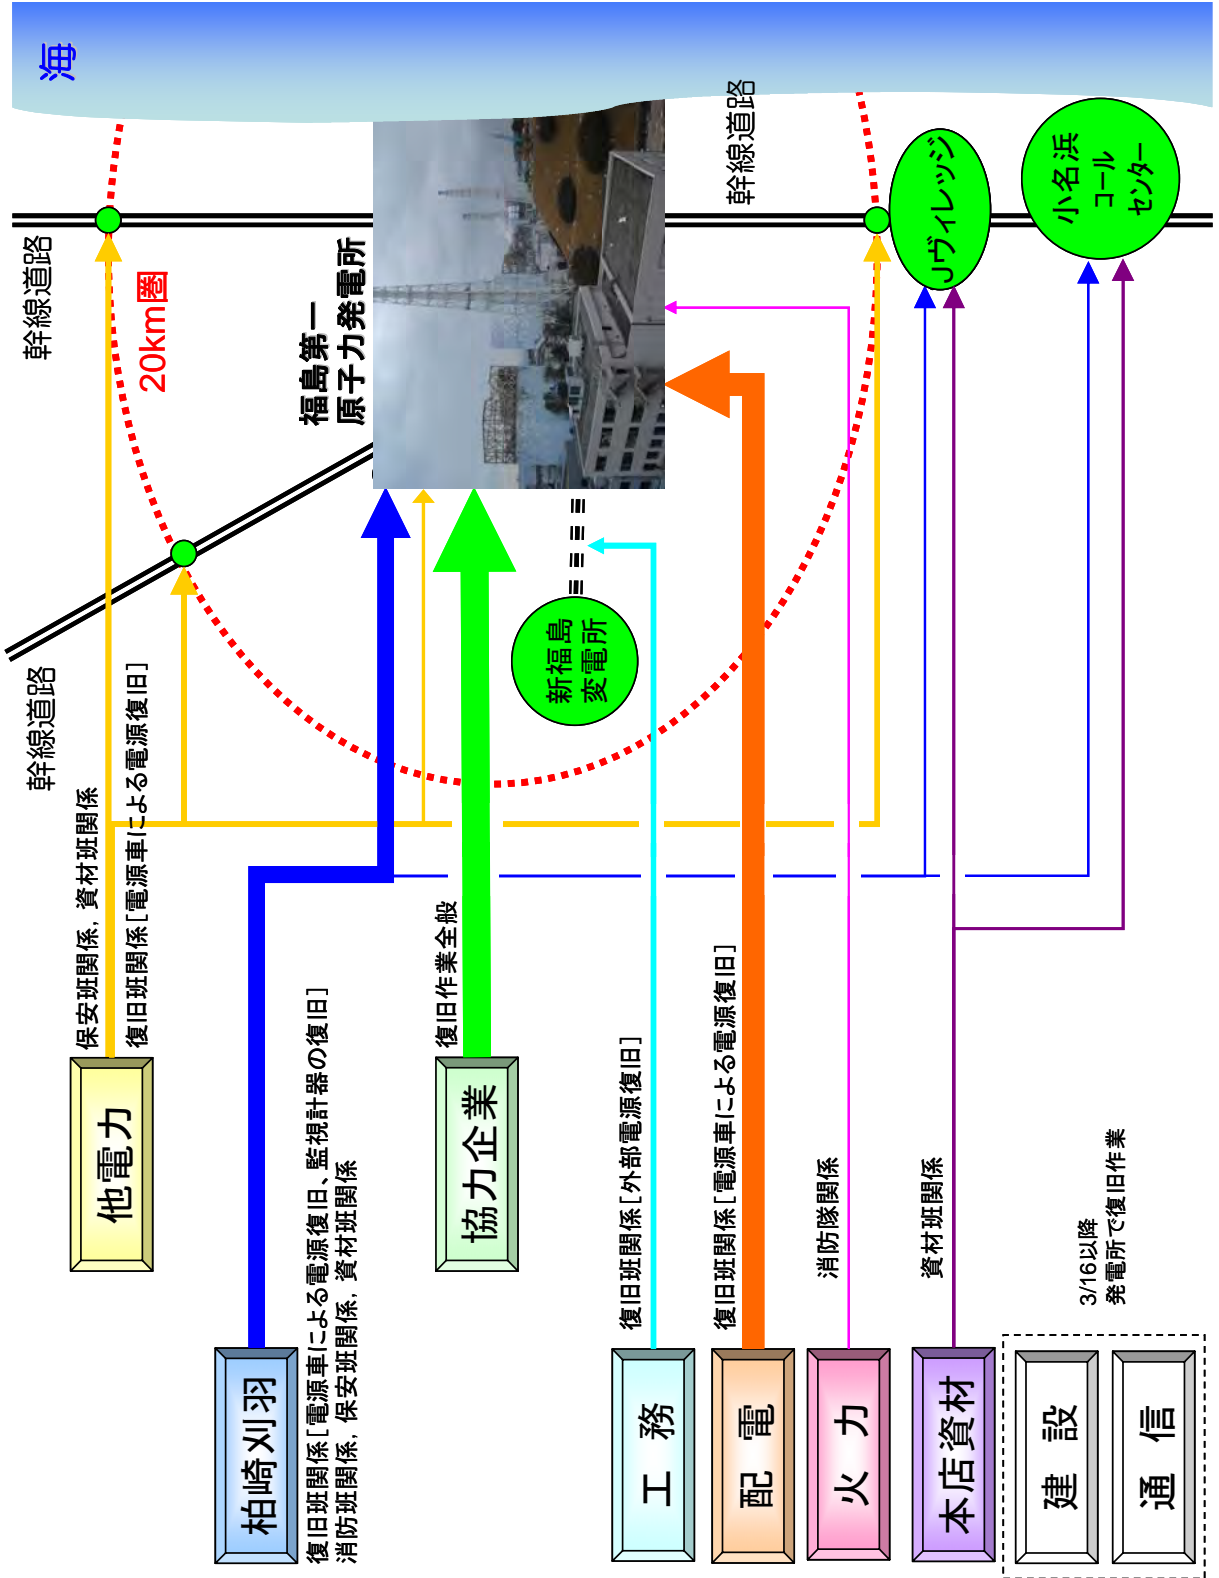 海
幹線道路
20km圏
福島第一
原子力発電所
幹線道路
Jヴィレッジ
小名浜
コール
センター
幹線道路
新福島
変電所
他電力
保安班関係，資材班関係
復旧班関係［電源車による電源復旧］
柏崎刈羽
復旧班関係［電源車による電源復旧、監視計器の復旧］
消防班関係，保安班関係，資材班関係
協力企業
復旧作業全般
工務
復旧班関係［外部電源復旧］
配電
復旧班関係［電源車による電源復旧］
火力
消防隊関係
本店資材
資材班関係
建設
通信
3/16以降
発電所で復旧作業